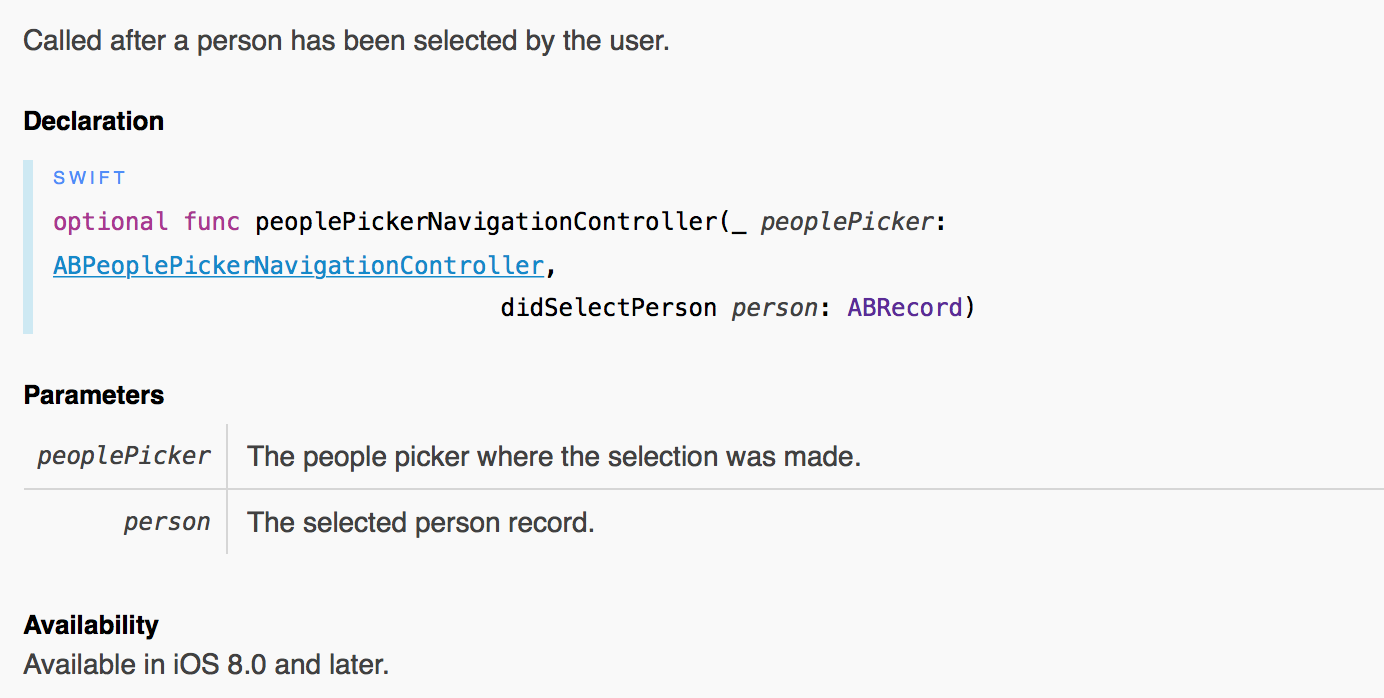 Called after a person has been selected by the user.
Declaration
SWIFT
optional func peoplePickerNavigationController(_ peoplePicker:
ABPeoplePickerNavigationController,
didSelectPerson person: ABRecord)
Parameters
peoplePicker The people picker where the selection was made.
person The selected person record.
Availability
Available in iOS 8.0 and later.